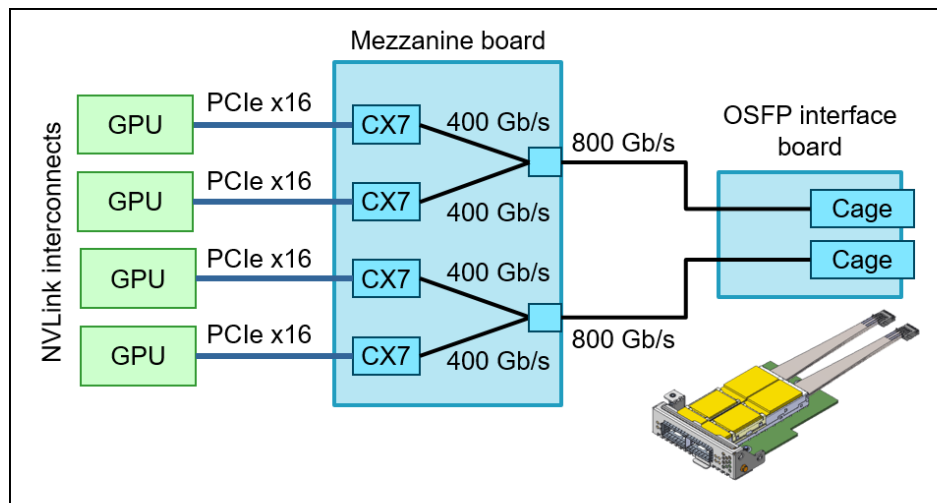 Mezzanine board
NVLink interconnects
GPU
PCIe x16
CX7
400 Gb/s
800 Gb/s
OSFP interface
board
GPU
PCIe x16
CX7
400 Gb/s
Cage
GPU
PCIe x16
CX7
400 Gb/s
Cage
GPU
PCIe x16
CX7
400 Gb/s
800 Gb/s